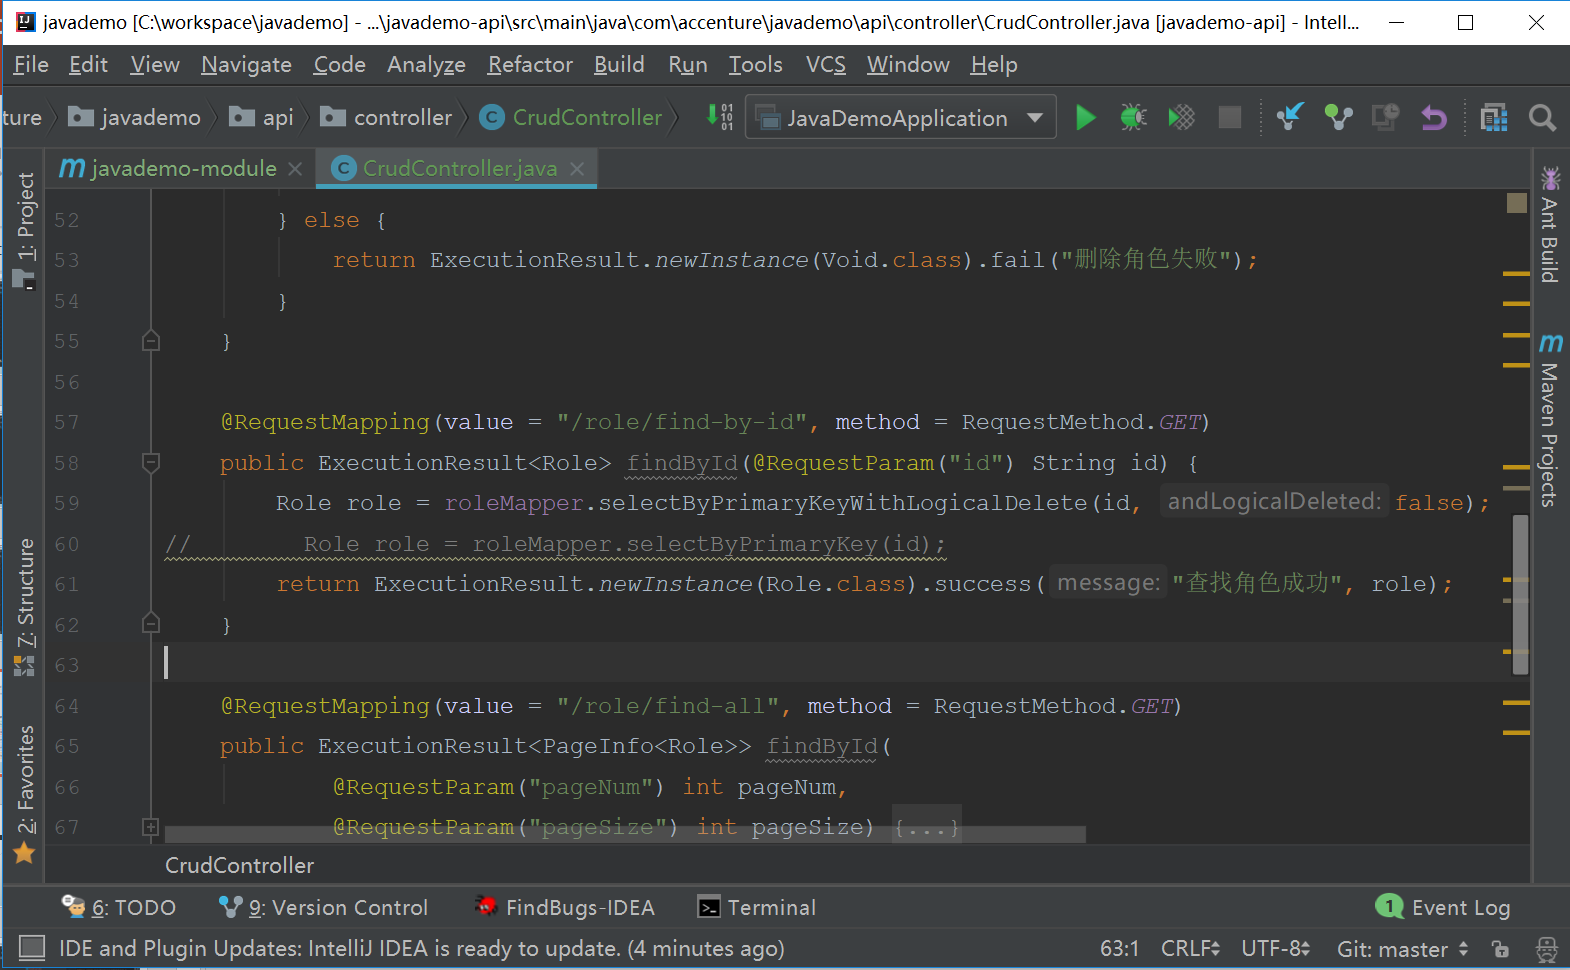 javademo [C:\workspace\javademo] - ...\javademo-api\src\main\java\com\accenture\javademo\api\controller\CrudController.java [javademo-api] - Intell...
File Edit View Navigate Code Analyze Refactor Build Run Tools VCS Window Help
ture javademo api controller CrudController JavaDemoApplication
javademo-module CrudController.java
1: Project
7: Structure
2: Favorites
52 } else {
53 return ExecutionResult.newInstance(Void.class).fail("删除角色失败");
54 }
55 }
56
57 @RequestMapping(value = "/role/find-by-id", method = RequestMethod.GET)
58 public ExecutionResult<Role> findById(@RequestParam("id") String id) {
59 Role role = roleMapper.selectByPrimaryKeyWithLogicalDelete(id, andLogicalDeleted: false);
60 // Role role = roleMapper.selectByPrimaryKey(id);
61 return ExecutionResult.newInstance(Role.class).success( message: "查找角色成功", role);
62 }
63
64 @RequestMapping(value = "/role/find-all", method = RequestMethod.GET)
65 public ExecutionResult<PageInfo<Role>> findById(
66 @RequestParam("pageNum") int pageNum,
67 @RequestParam("pageSize") int pageSize) {...}
Ant Build
Maven Projects
CrudController
6: TODO 9: Version Control FindBugs-IDEA Terminal 1 Event Log
IDE and Plugin Updates: IntelliJ IDEA is ready to update. (4 minutes ago) 63:1 CRLF UTF-8 Git: master